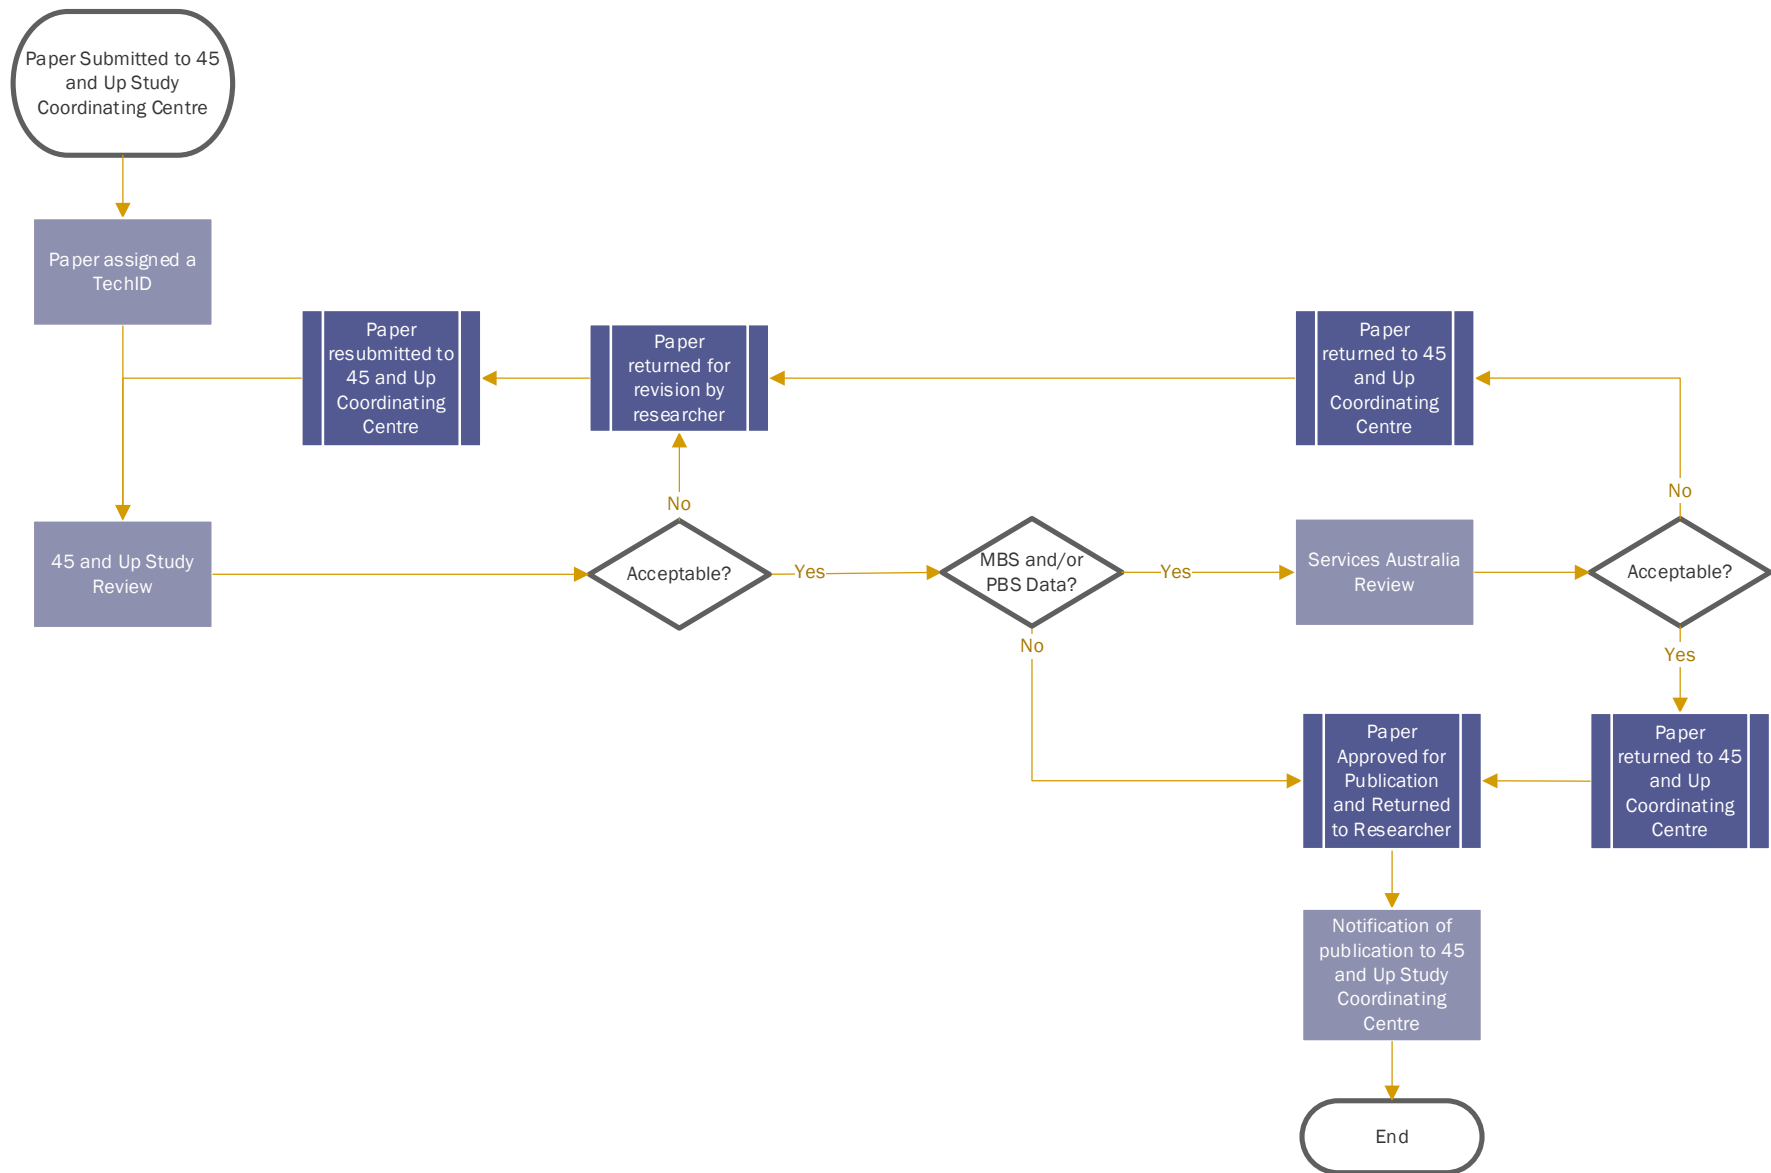 Paper Submitted to 45
and Up Study
Coordinating Centre
Paper assigned a
TechID
Paper
resubmitted to
45 and Up
Coordinating
Centre
Paper
returned for
revision by
researcher
Paper
returned to 45
and Up
Coordinating
Centre
No
No
45 and Up Study
Review
Acceptable?
Yes
MBS and/or
PBS Data?
Yes
Services Australia
Review
Acceptable?
No
Yes
Paper
Approved for
Publication
and Returned
to Researcher
Paper
returned to 45
and Up
Coordinating
Centre
Notification of
publication to 45
and Up Study
Coordinating
Centre
End